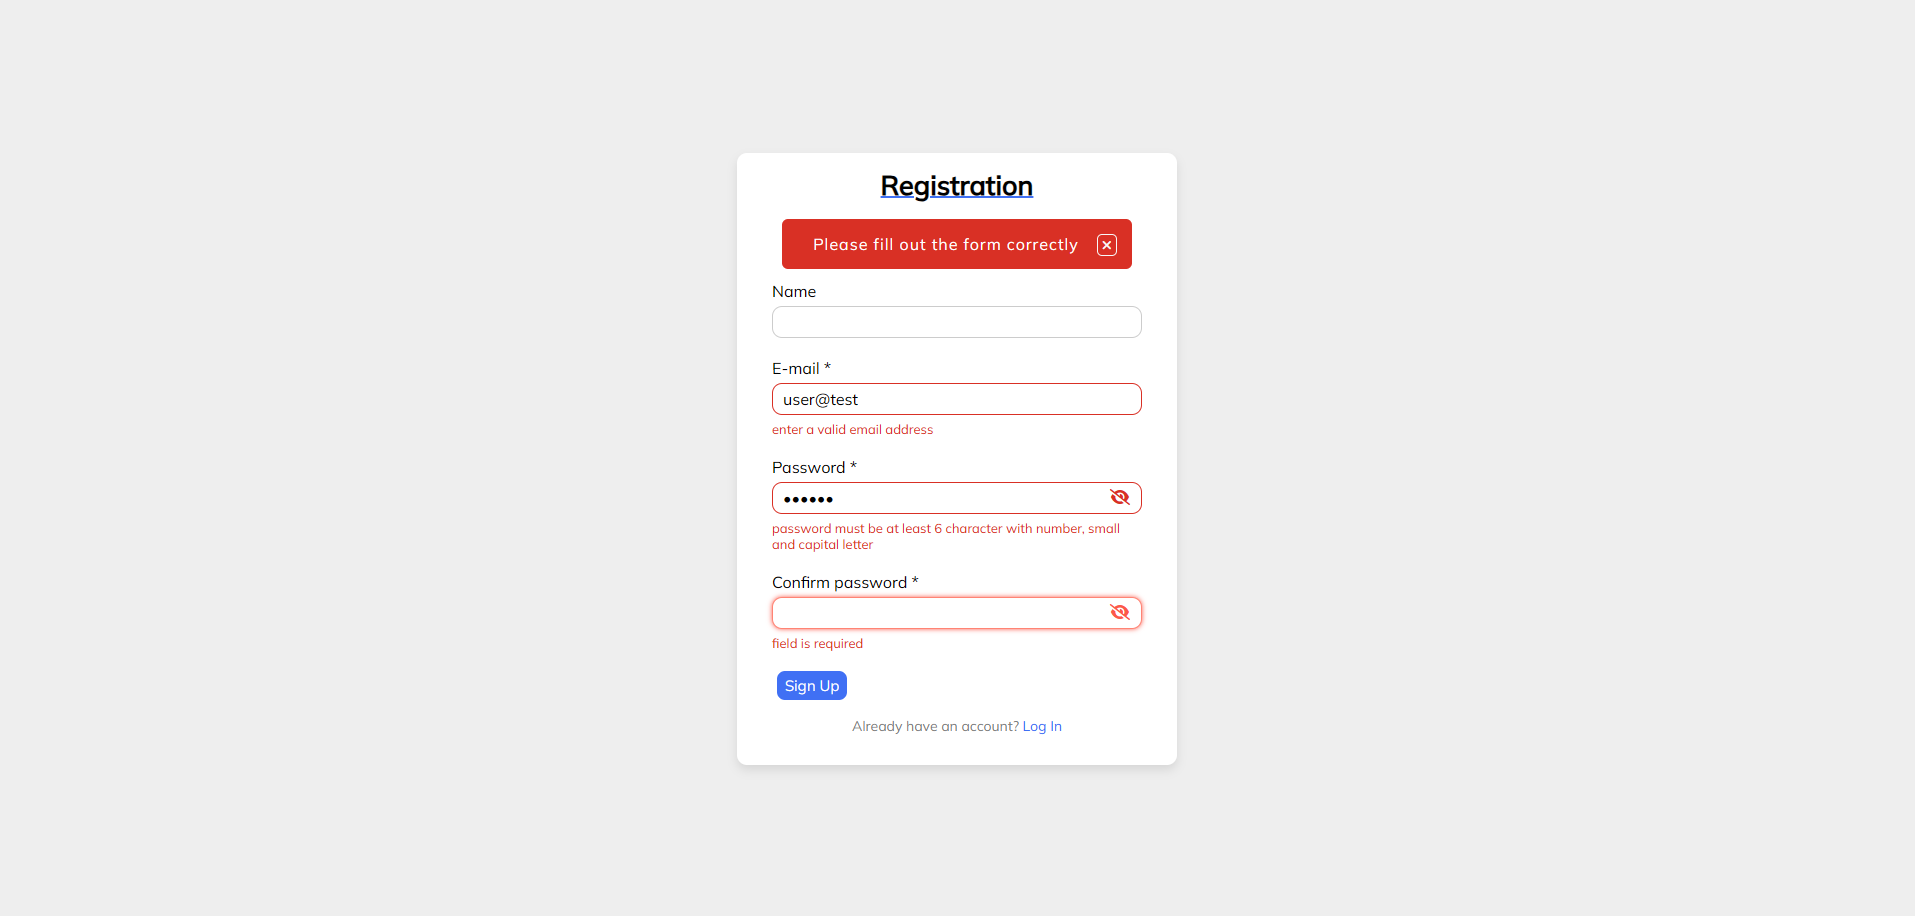 Registration
Please fill out the form correctly
Name
E-mail *
user@test
enter a valid email address
Password *
••••••
password must be at least 6 character with number, small
and capital letter
Confirm password *
field is required
Sign Up
Already have an account? Log In